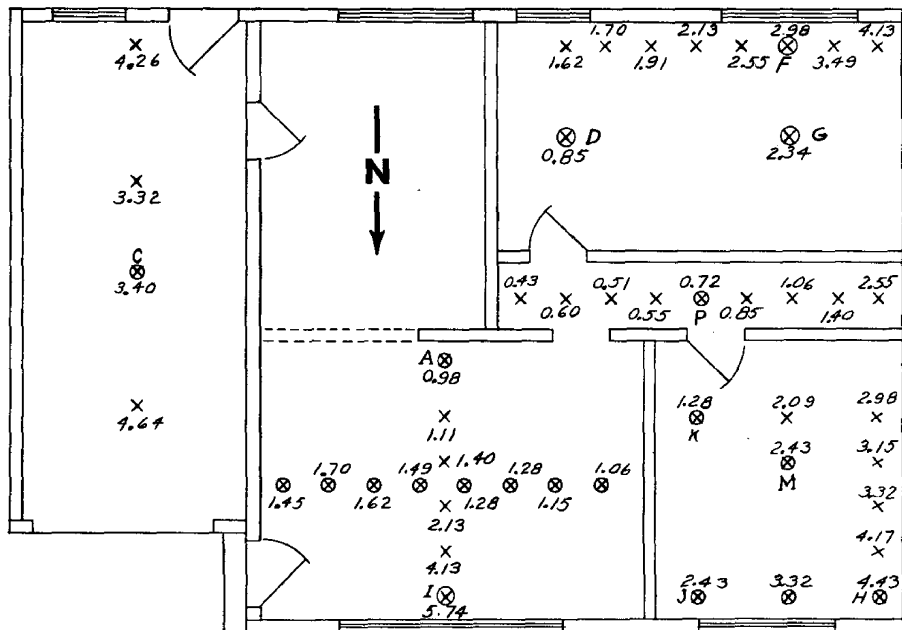 1.70 2.13 2.98 4.13
4.26 1.62 1.91 2.55 F 3.49
D G
0.85 2.34
N
3.32
C
3.40
0.43 0.51 0.72 1.06 2.55
0.60 0.55 P 0.85 1.40
A
0.98
1.28 2.09 2.98
4.64 1.11 K
1.70 1.49 1.40 1.28 1.06 2.43 3.15
M
1.45 1.62 1.28 1.15 3.32
2.13
4.17
4.13
2.43 3.32 4.43
I J H
5.74